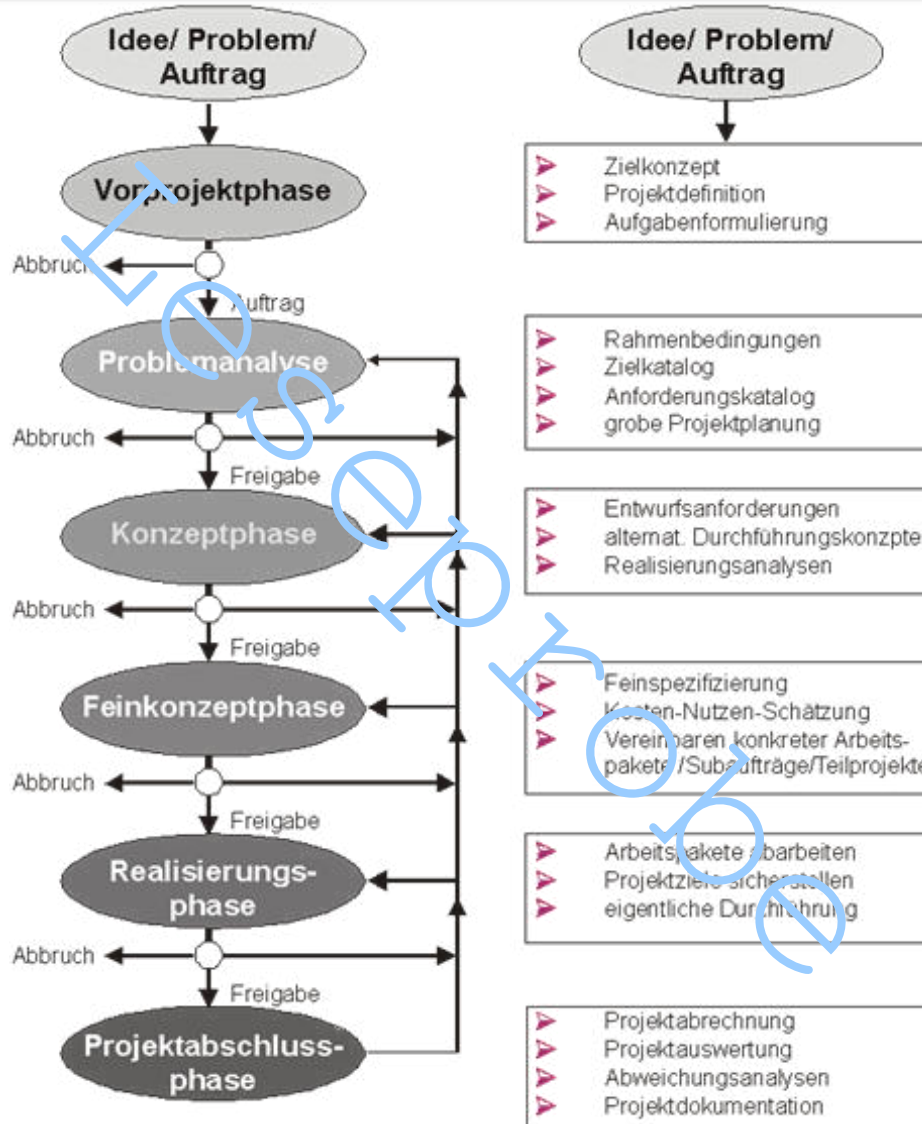 Idee/ Problem/
Auftrag
Vorprojektphase
Abbruch
Auftrag
Problemanalyse
Abbruch
Freigabe
Konzeptphase
Abbruch
Freigabe
Feinkonzeptphase
Abbruch
Freigabe
Realisierungs-
phase
Abbruch
Freigabe
Projektabschluss-
phase
Idee/ Problem/
Auftrag
Zielkonzept
Projektdefinition
Aufgabenformulierung
Rahmenbedingungen
Zielkatalog
Anforderungskatalog
grobe Projektplanung
Entwurfsanforderungen
alternat. Durchführungskonzpte
Realisierungsanalysen
Feinspezifizierung
Kosten-Nutzen-Schätzung
Vereinbaren konkreter Arbeits-
pakete/Subaufträge/Teilprojekte
Arbeitspakete abarbeiten
Projektziele sicherstellen
eigentliche Durchführung
Projektabrechnung
Projektauswertung
Abweichungsanalysen
Projektdokumentation
Leseprobe